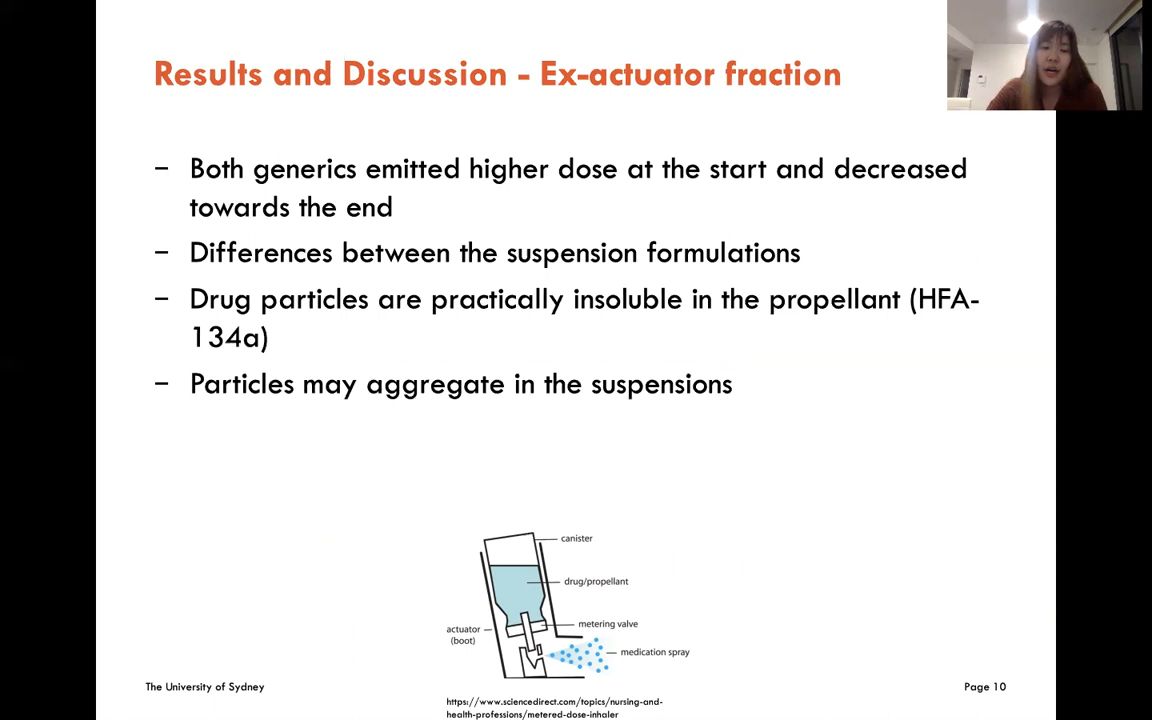 Results and Discussion - Ex-actuator fraction
– Both generics emitted higher dose at the start and decreased
towards the end
– Differences between the suspension formulations
– Drug particles are practically insoluble in the propellant (HFA-
134a)
– Particles may aggregate in the suspensions
canister
drug/propellant
metering valve
actuator
(boot)
medication spray
The University of Sydney
Page 10
https://www.sciencedirect.com/topics/nursing-and-
health-professions/metered-dose-inhaler